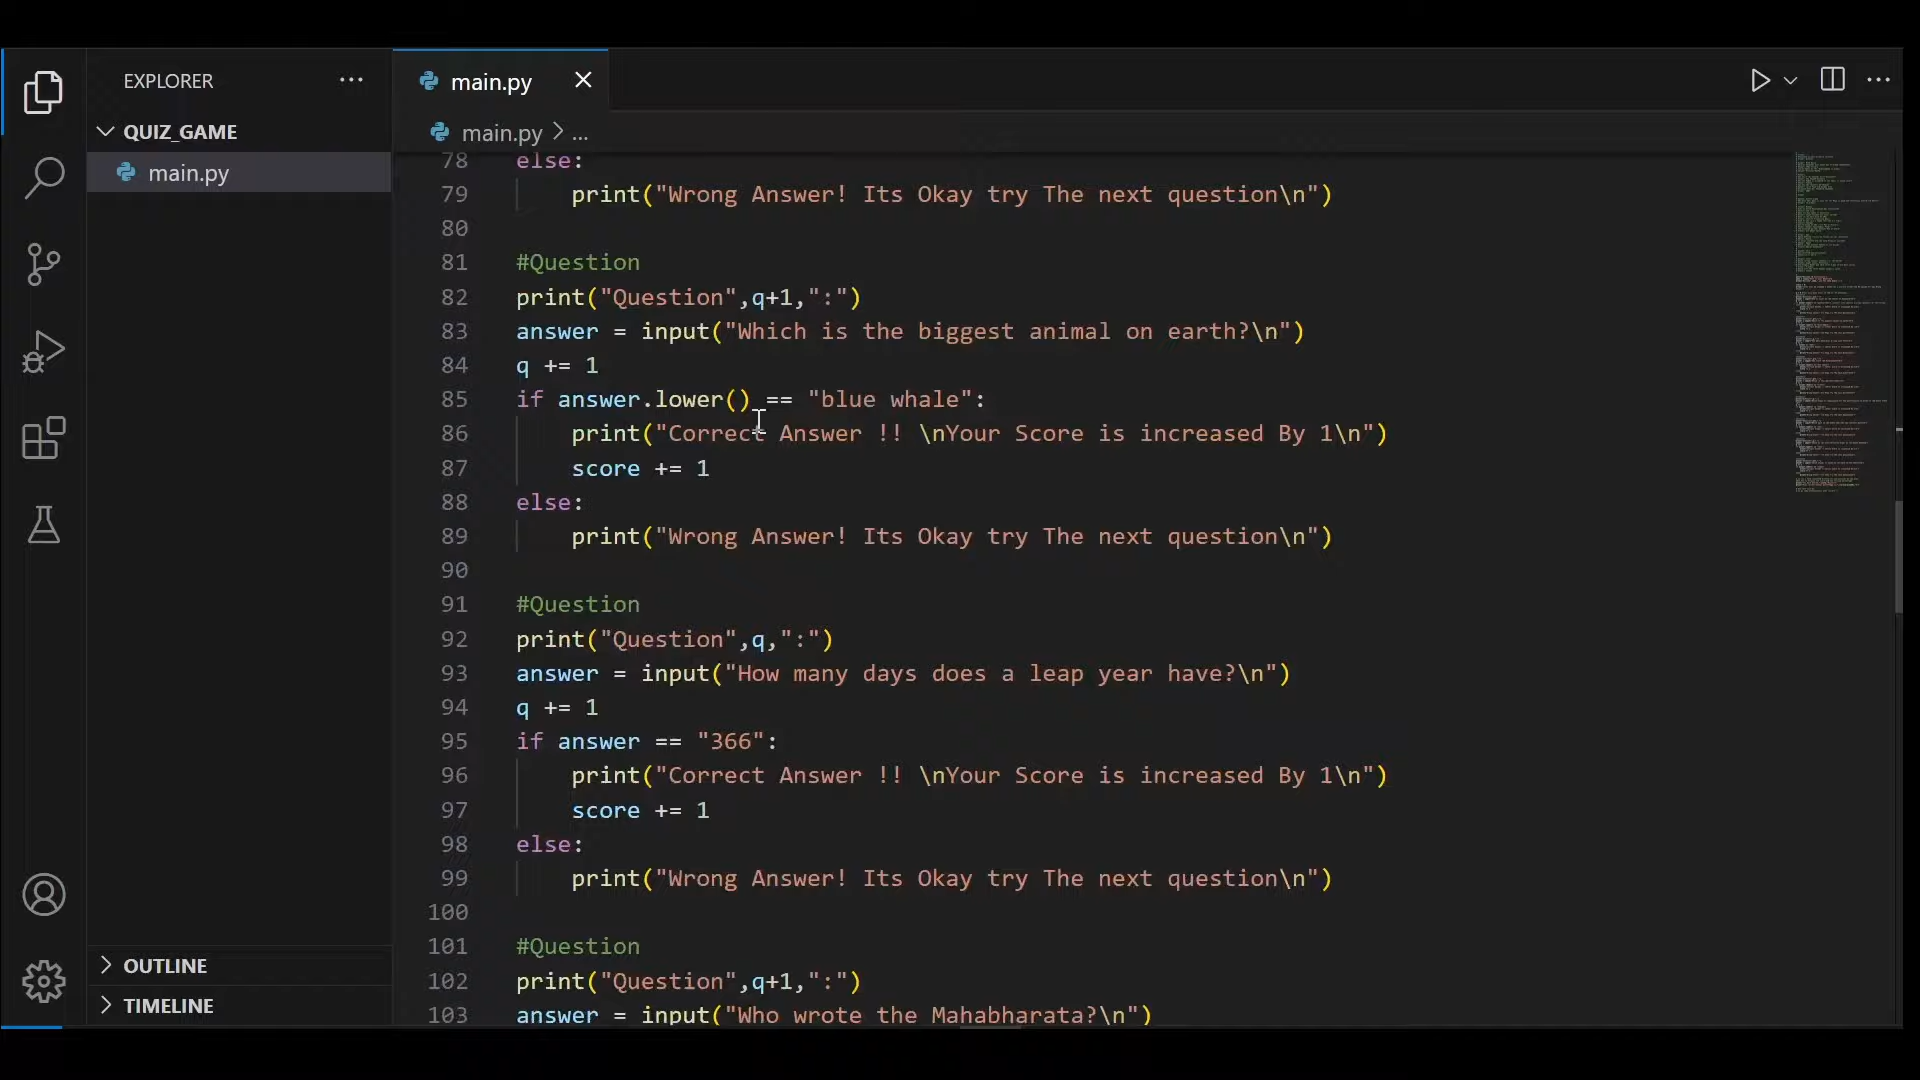 EXPLORER
QUIZ_GAME
main.py
OUTLINE
TIMELINE
main.py
main.py > ...
78 else:
79 print("Wrong Answer! Its Okay try The next question\n")
80
81 #Question
82 print("Question",q+1,":")
83 answer = input("Which is the biggest animal on earth?\n")
84 q += 1
85 if answer.lower() == "blue whale":
86 print("Correct Answer !! \nYour Score is increased By 1\n")
87 score += 1
88 else:
89 print("Wrong Answer! Its Okay try The next question\n")
90
91 #Question
92 print("Question",q,":")
93 answer = input("How many days does a leap year have?\n")
94 q += 1
95 if answer == "366":
96 print("Correct Answer !! \nYour Score is increased By 1\n")
97 score += 1
98 else:
99 print("Wrong Answer! Its Okay try The next question\n")
100
101 #Question
102 print("Question",q+1,":")
103 answer = input("Who wrote the Mahabharata?\n")